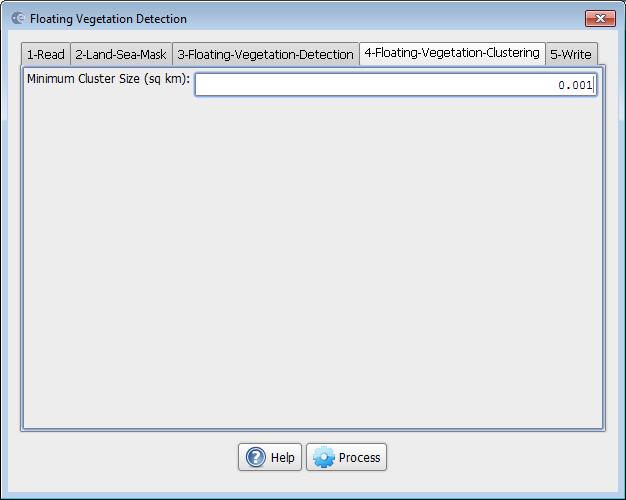 Floating Vegetation Detection
1-Read 2-Land-Sea-Mask 3-Floating-Vegetation-Detection 4-Floating-Vegetation-Clustering 5-Write
Minimum Cluster Size (sq km): 0.001
Help Process